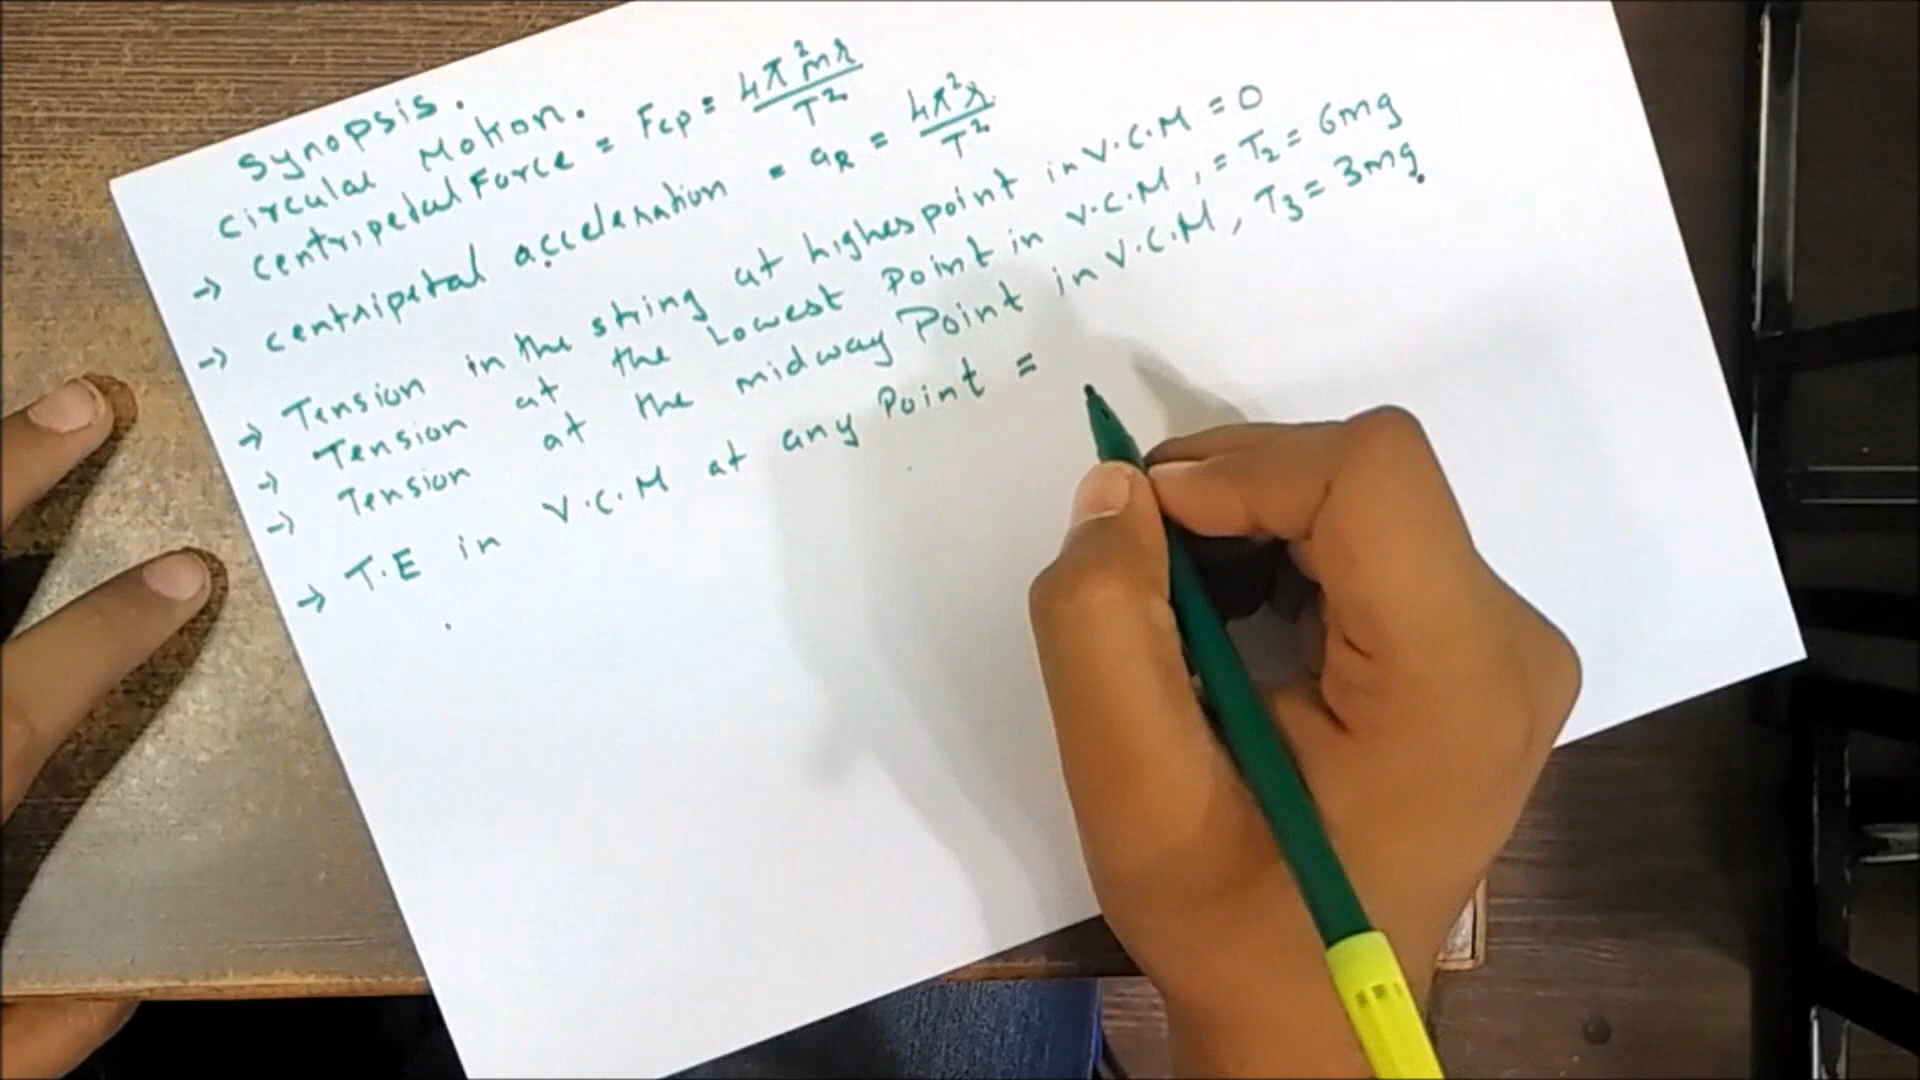 Synopsis.
Circular Motion.
→ Centripetal Force = Fcp = 4π²mr/T²
→ centripetal acceleration = aR = 4π²r/T²
→ Tension in the string at highes point in V.C.M = 0
→ Tension at the Lowest Point in V.C.M, = T2 = 6mg
→ Tension at the midway Point in V.C.M, T3 = 3mg.
→ T.E in V.C.M at any Point =